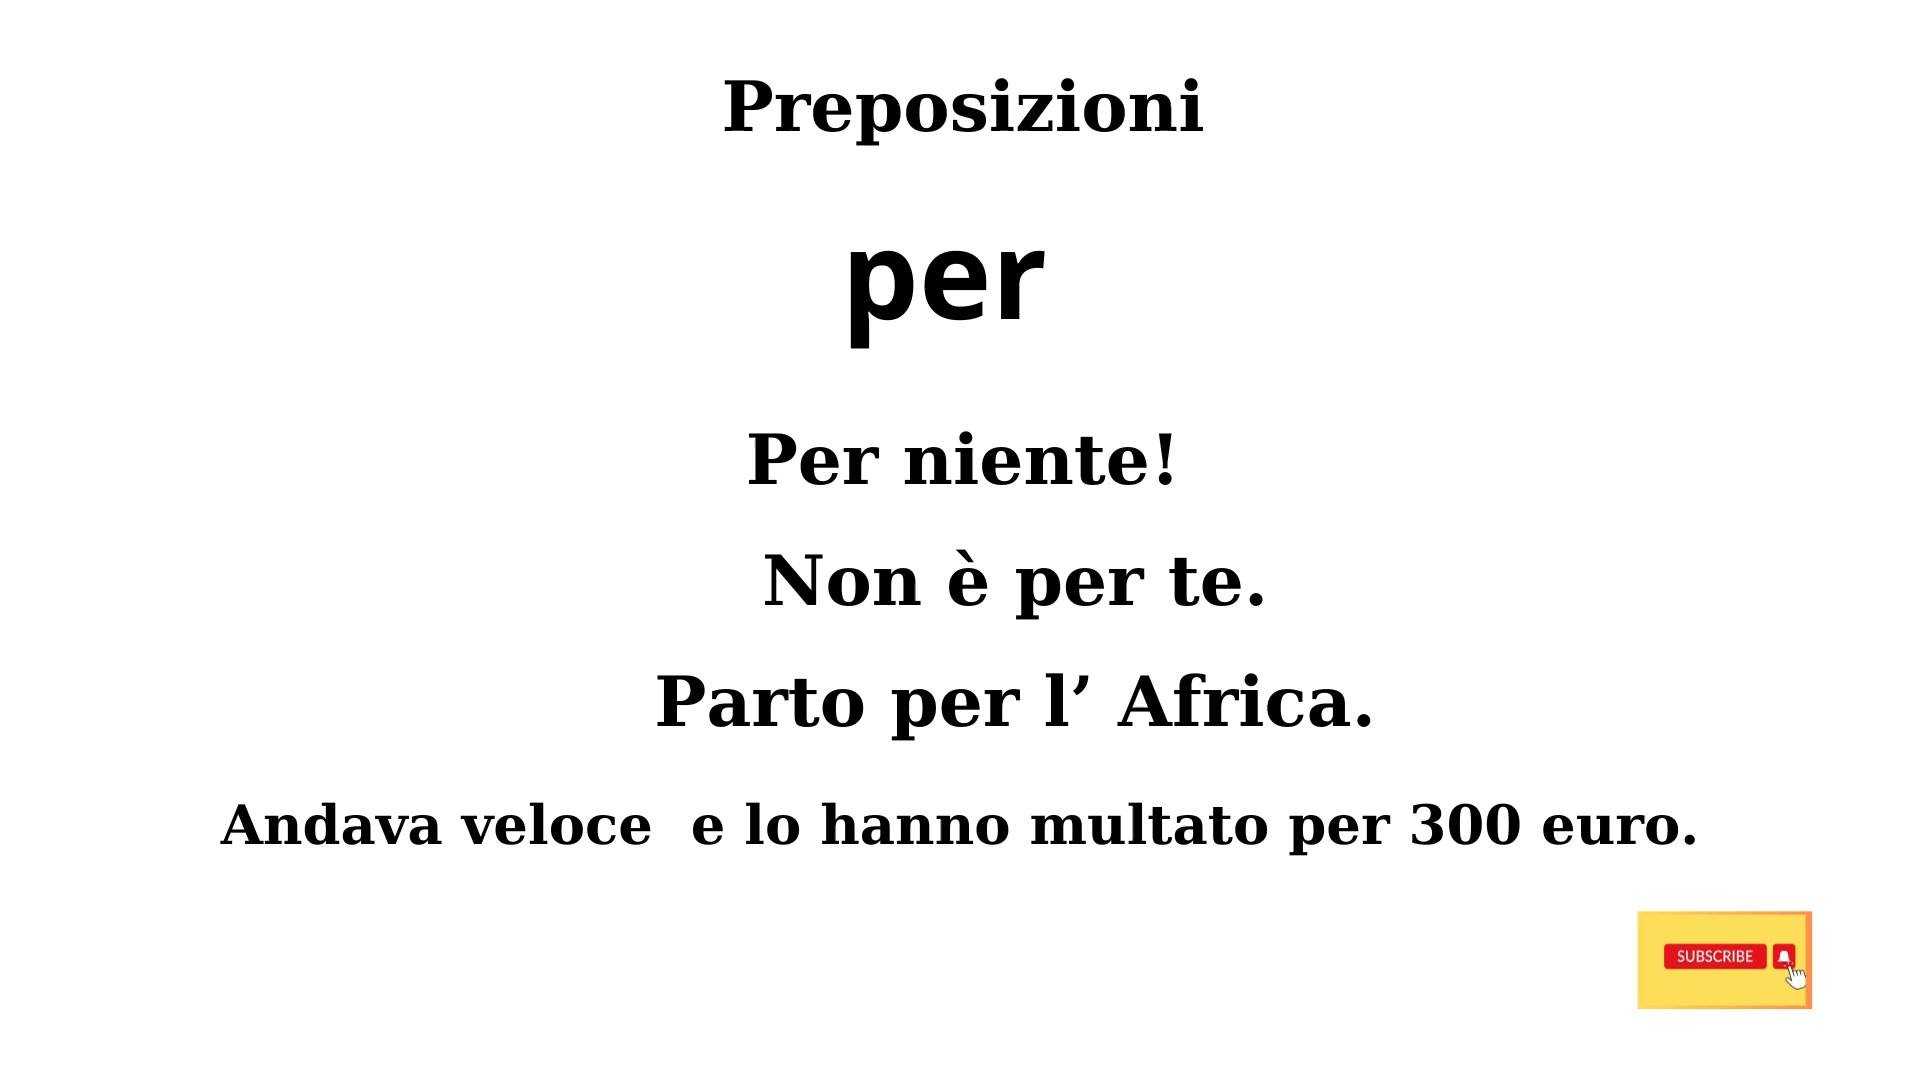 Preposizioni
per
Per niente!
Non è per te.
Parto per l’ Africa.
Andava veloce  e lo hanno multato per 300 euro.
SUBSCRIBE